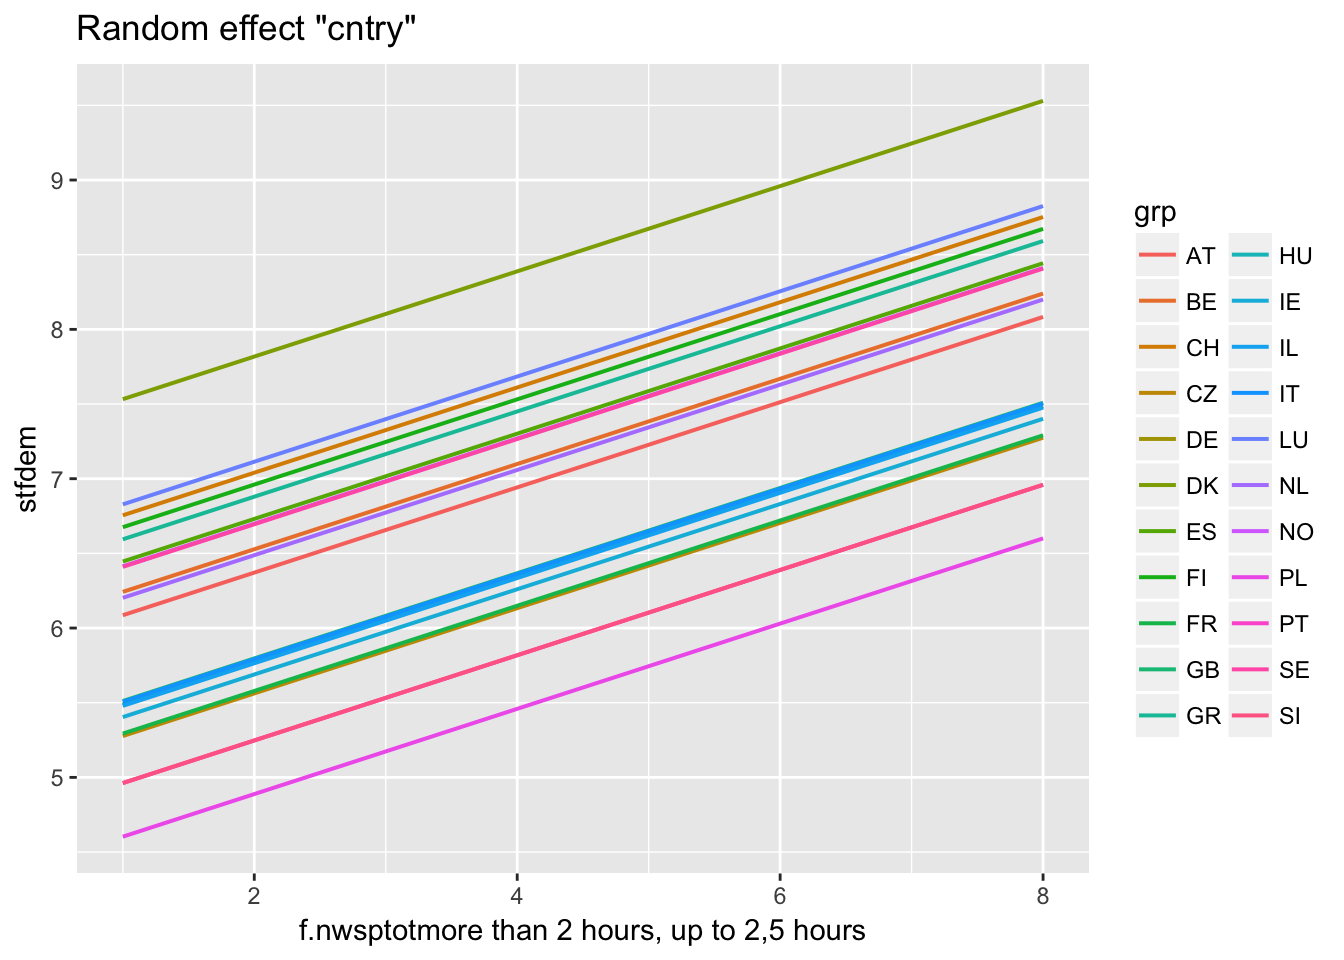 Random effect "cntry"
stfdem
9
8
7
6
5
2
4
6
8
f.nwsptotmore than 2 hours, up to 2,5 hours
grp
AT
BE
CH
CZ
DE
DK
ES
FI
FR
GB
GR
HU
IE
IL
IT
LU
NL
NO
PL
PT
SE
SI